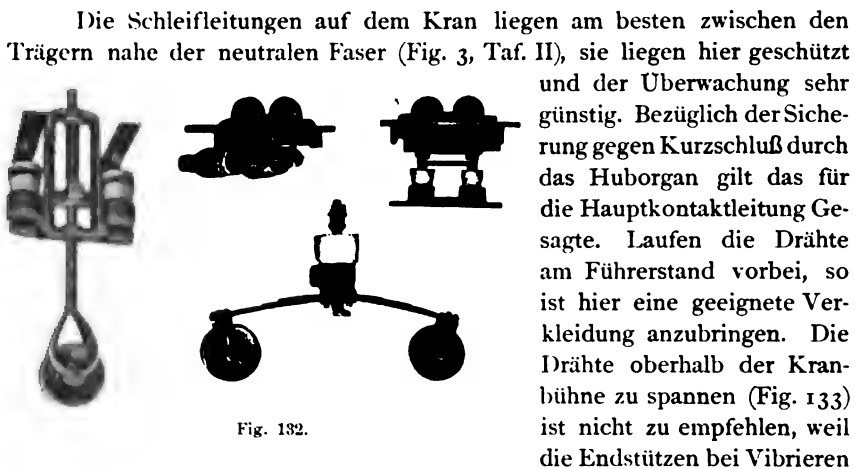 Die Schleifleitungen auf dem Kran liegen am besten zwischen den
Trägern nahe der neutralen Faser (Fig. 3, Taf. II), sie liegen hier geschützt
und der Überwachung sehr
günstig. Bezüglich der Siche-
rung gegen Kurzschluß durch
das Huborgan gilt das für
die Hauptkontaktleitung Ge-
sagte. Laufen die Drähte
am Führerstand vorbei, so
ist hier eine geeignete Ver-
kleidung anzubringen. Die
Drähte oberhalb der Kran-
bühne zu spannen (Fig. 133)
ist nicht zu empfehlen, weil
die Endstützen bei Vibrieren
Fig. 132.